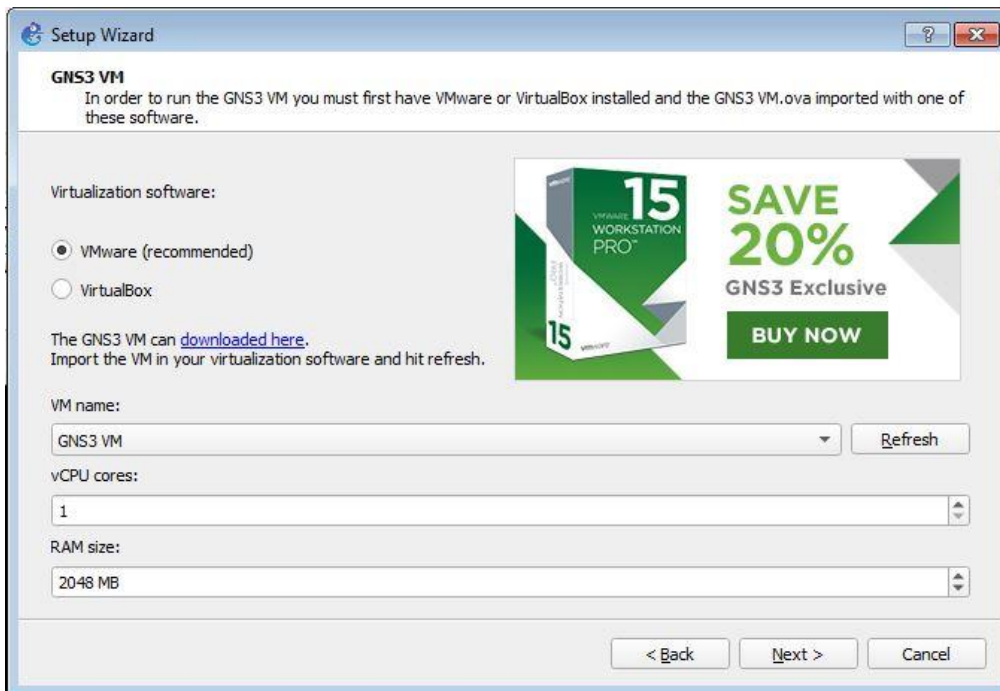 Setup Wizard
GNS3 VM
In order to run the GNS3 VM you must first have VMware or VirtualBox installed and the GNS3 VM.ova imported with one of
these software.
Virtualization software:
VMware (recommended)
VirtualBox
The GNS3 VM can downloaded here.
Import the VM in your virtualization software and hit refresh.
vmware
15
VMWARE
WORKSTATION
PRO™
15
vmware
SAVE
20%
GNS3 Exclusive
BUY NOW
VM name:
GNS3 VM
Refresh
vCPU cores:
1
RAM size:
2048 MB
< Back
Next >
Cancel